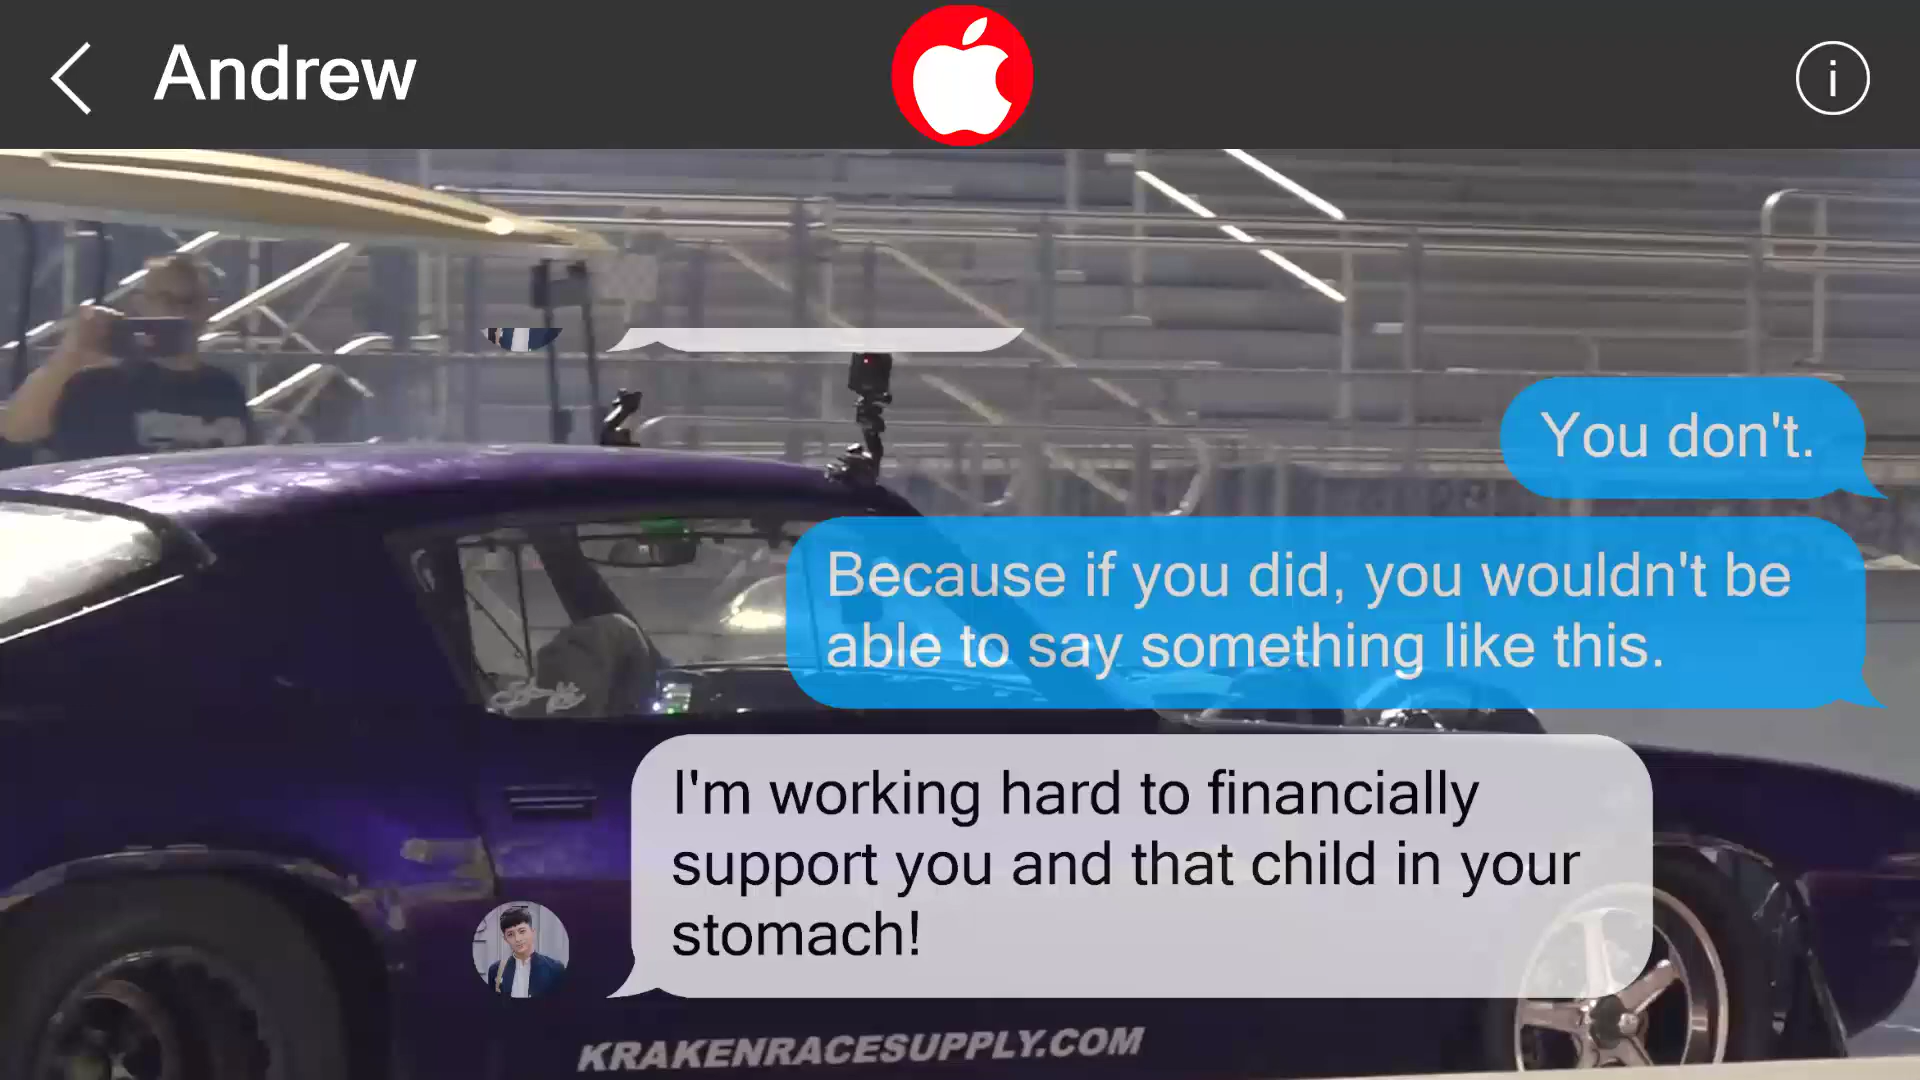 Andrew
You don't.
Because if you did, you wouldn't be
able to say something like this.
I'm working hard to financially
support you and that child in your
stomach!
KRAKENRACESUPPLY.COM